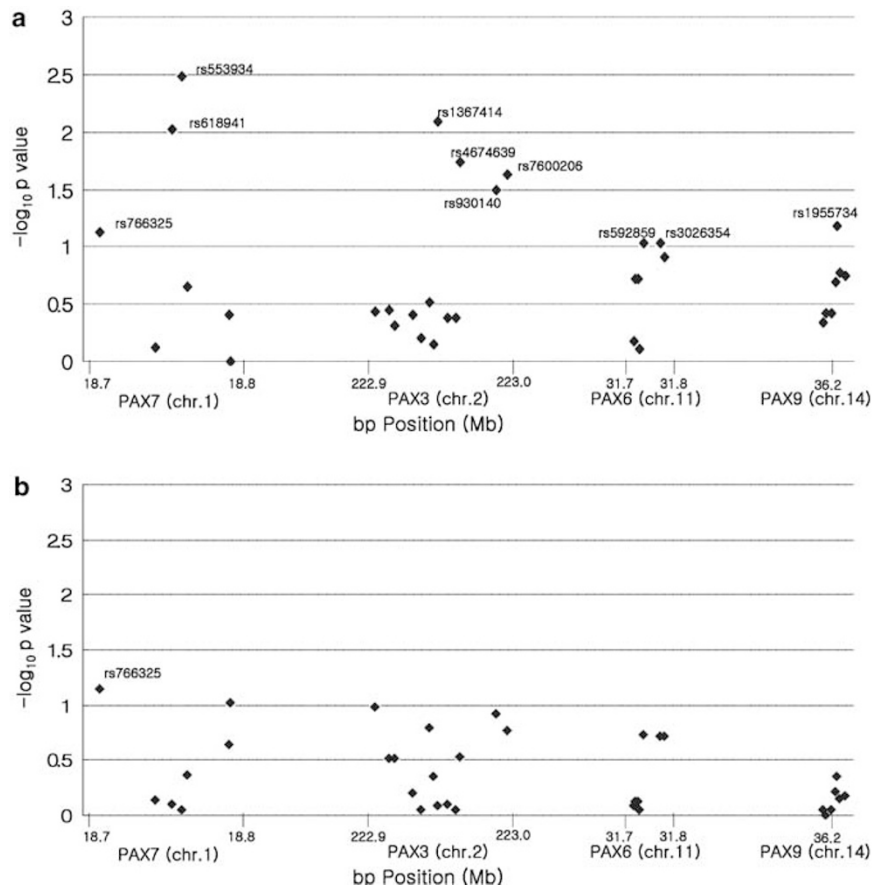 a
3
2.5
2
1.5
1
0.5
0
−log10 p value
rs553934
rs618941
rs766325
rs1367414
rs4674639
rs7600206
rs930140
rs592859
rs3026354
rs1955734
18.7
18.8
222.9
223.0
31.7
31.8
36.2
PAX7 (chr.1)
PAX3 (chr.2)
PAX6 (chr.11)
PAX9 (chr.14)
bp Position (Mb)
b
3
2.5
2
1.5
1
0.5
0
−log10 p value
rs766325
18.7
18.8
222.9
223.0
31.7
31.8
36.2
PAX7 (chr.1)
PAX3 (chr.2)
PAX6 (chr.11)
PAX9 (chr.14)
bp Position (Mb)